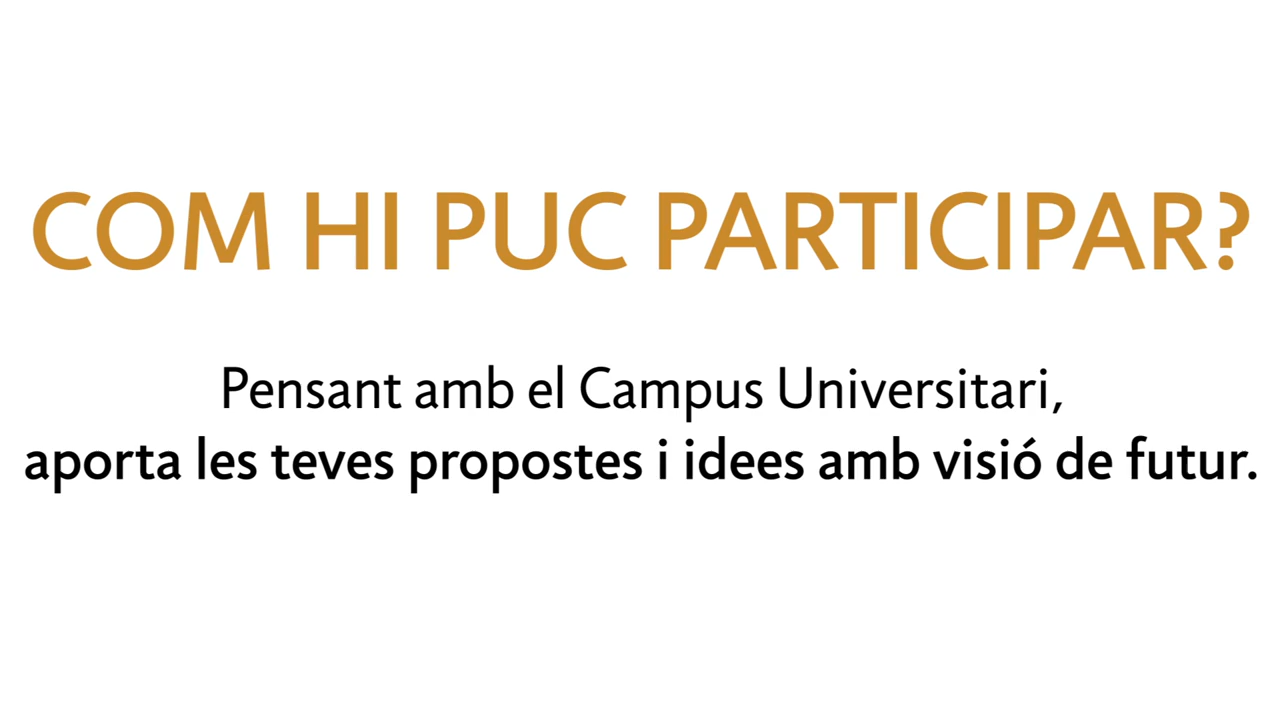 COM HI PUC PARTICIPAR?
Pensant amb el Campus Universitari,
aporta les teves propostes i idees amb visió de futur.